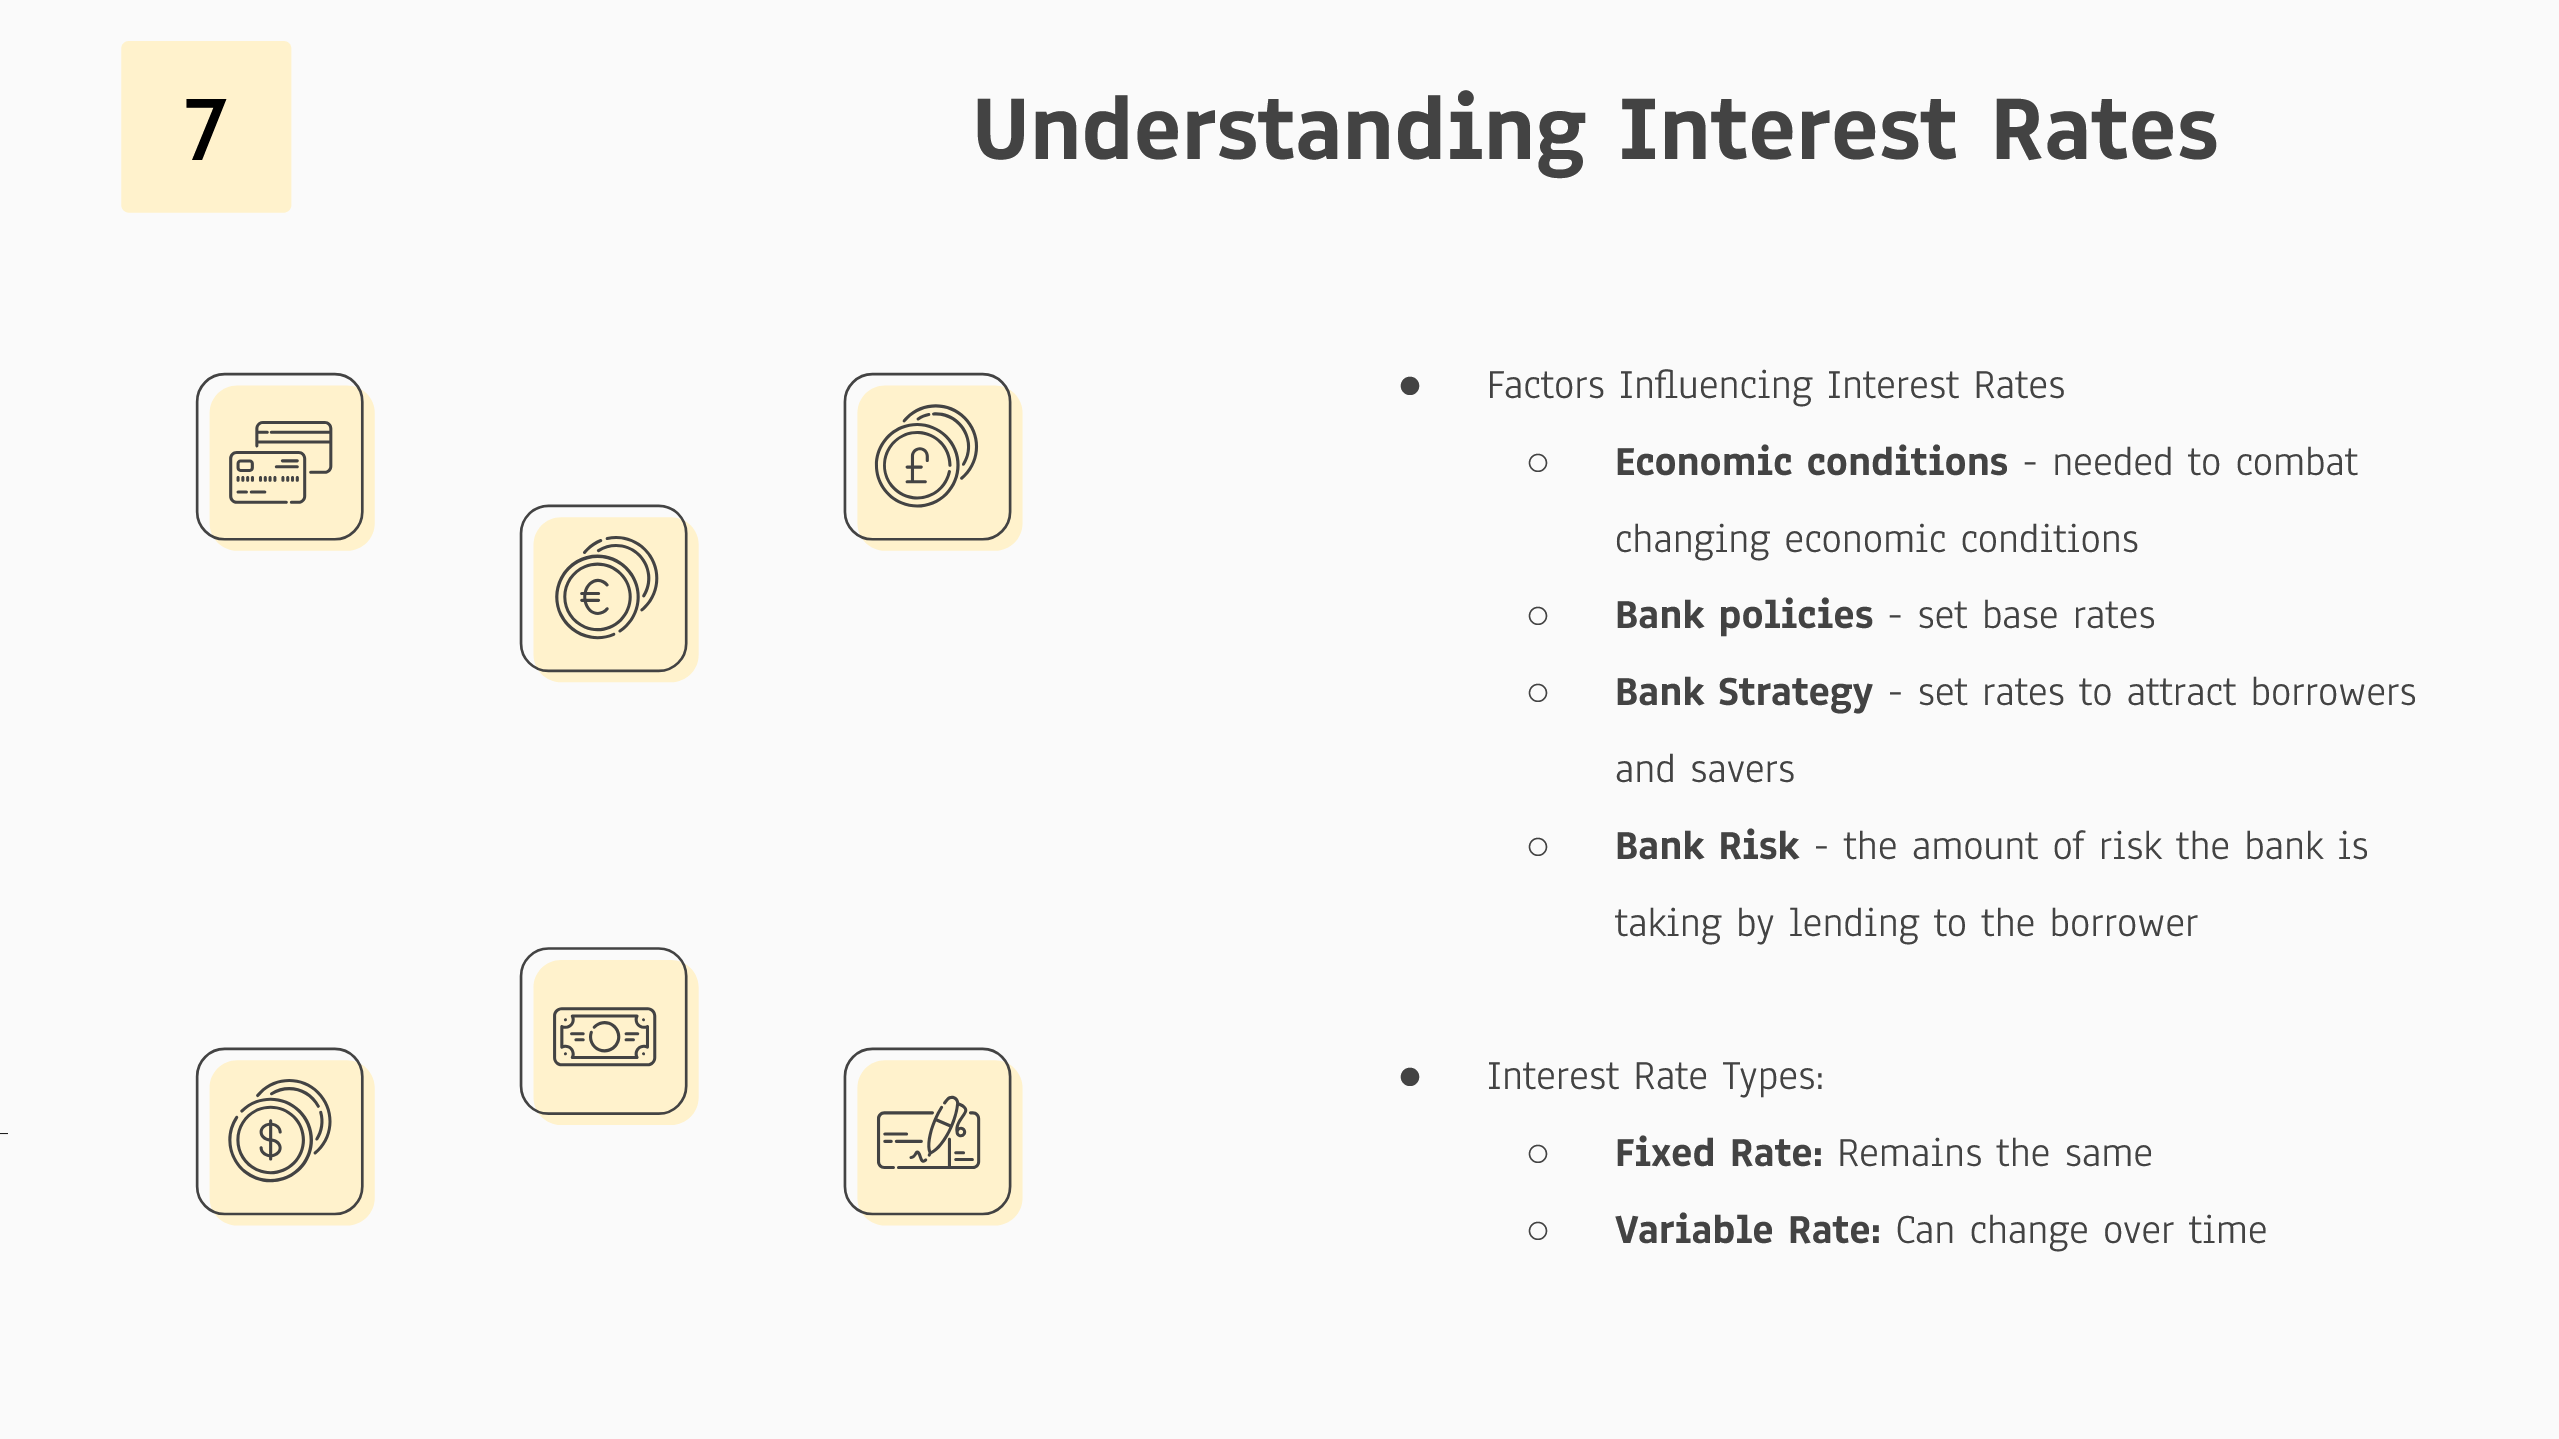 7
Understanding Interest Rates
£
€
$
● Factors Influencing Interest Rates
○ Economic conditions - needed to combat
changing economic conditions
○ Bank policies - set base rates
○ Bank Strategy - set rates to attract borrowers
and savers
○ Bank Risk - the amount of risk the bank is
taking by lending to the borrower
● Interest Rate Types:
○ Fixed Rate: Remains the same
○ Variable Rate: Can change over time